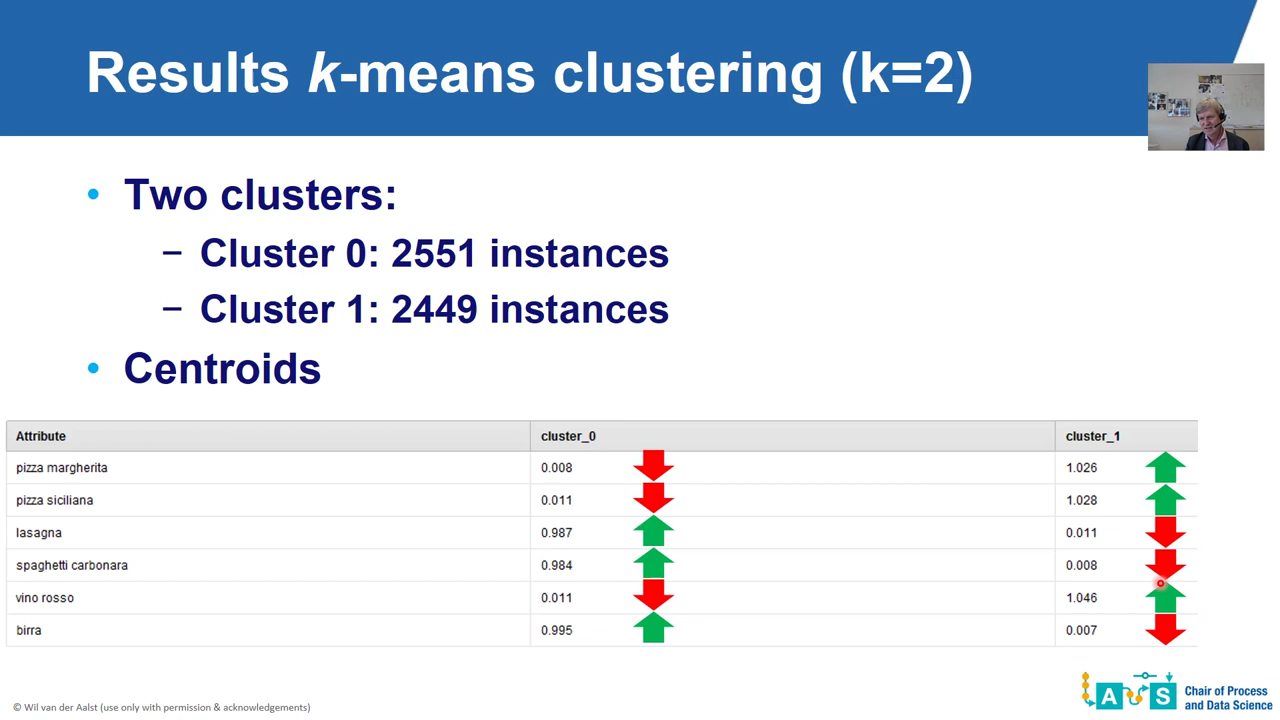 Results k-means clustering (k=2)
• Two clusters:
− Cluster 0: 2551 instances
− Cluster 1: 2449 instances
• Centroids
Attribute cluster_0 cluster_1
pizza margherita 0.008 1.026
pizza siciliana 0.011 1.028
lasagna 0.987 0.011
spaghetti carbonara 0.984 0.008
vino rosso 0.011 1.046
birra 0.995 0.007
© Wil van der Aalst (use only with permission & acknowledgements)
A S
Chair of Process
and Data Science